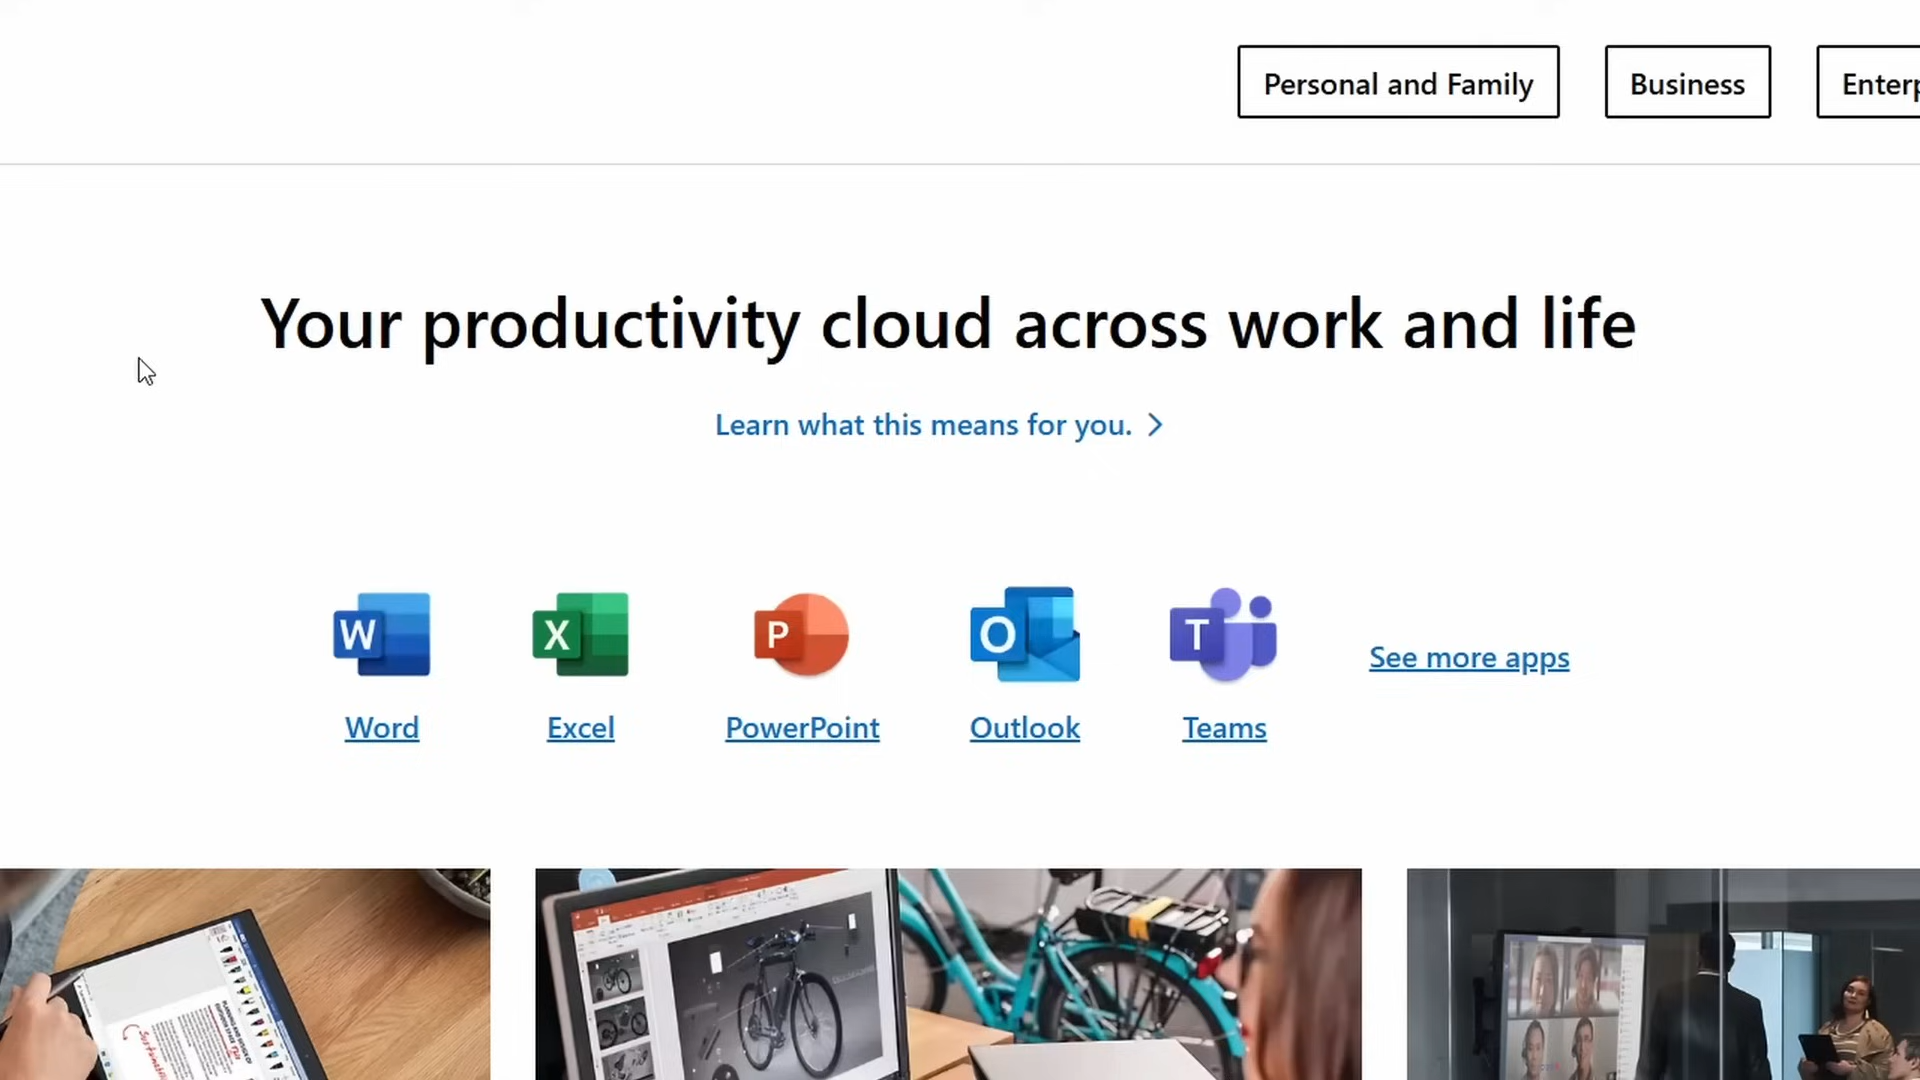 Personal and Family
Business
Enterp
Your productivity cloud across work and life
Learn what this means for you.
W
X
P
O
T
See more apps
Word
Excel
PowerPoint
Outlook
Teams